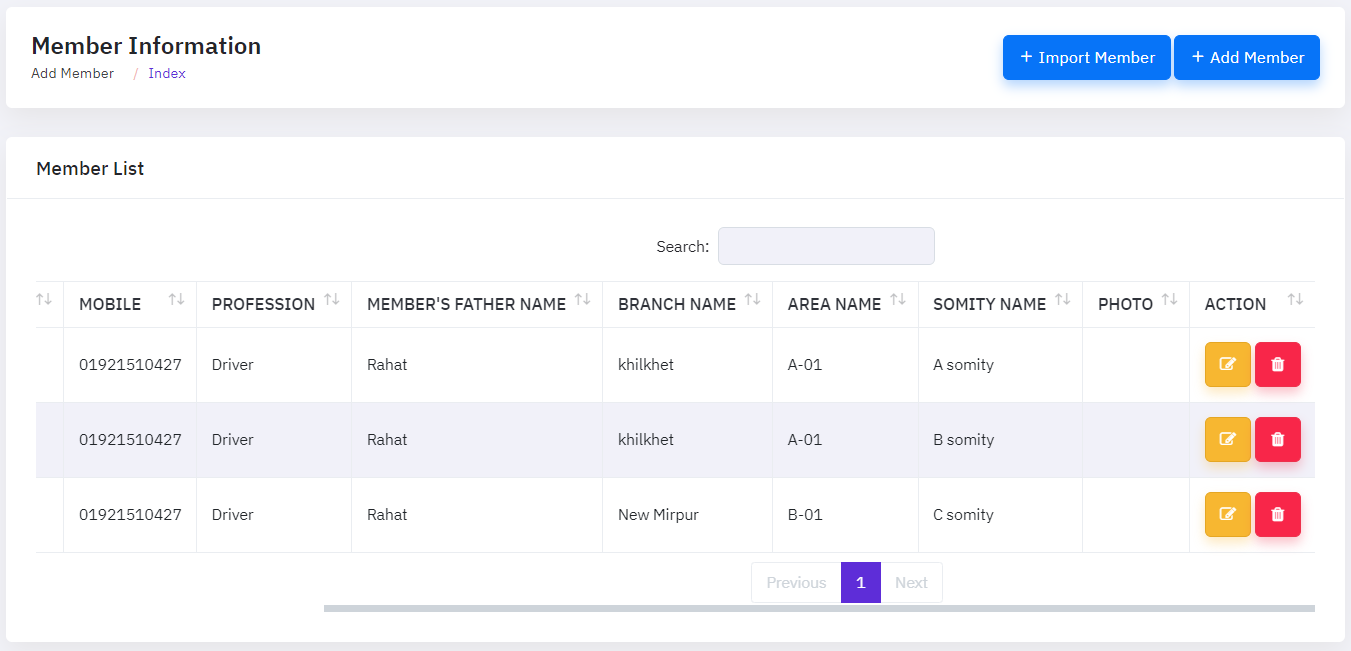 Member Information
Add Member / Index
+ Import Member
+ Add Member
Member List
Search:
MOBILE PROFESSION MEMBER'S FATHER NAME BRANCH NAME AREA NAME SOMITY NAME PHOTO ACTION
01921510427 Driver Rahat khilkhet A-01 A somity
01921510427 Driver Rahat khilkhet A-01 B somity
01921510427 Driver Rahat New Mirpur B-01 C somity
Previous 1 Next